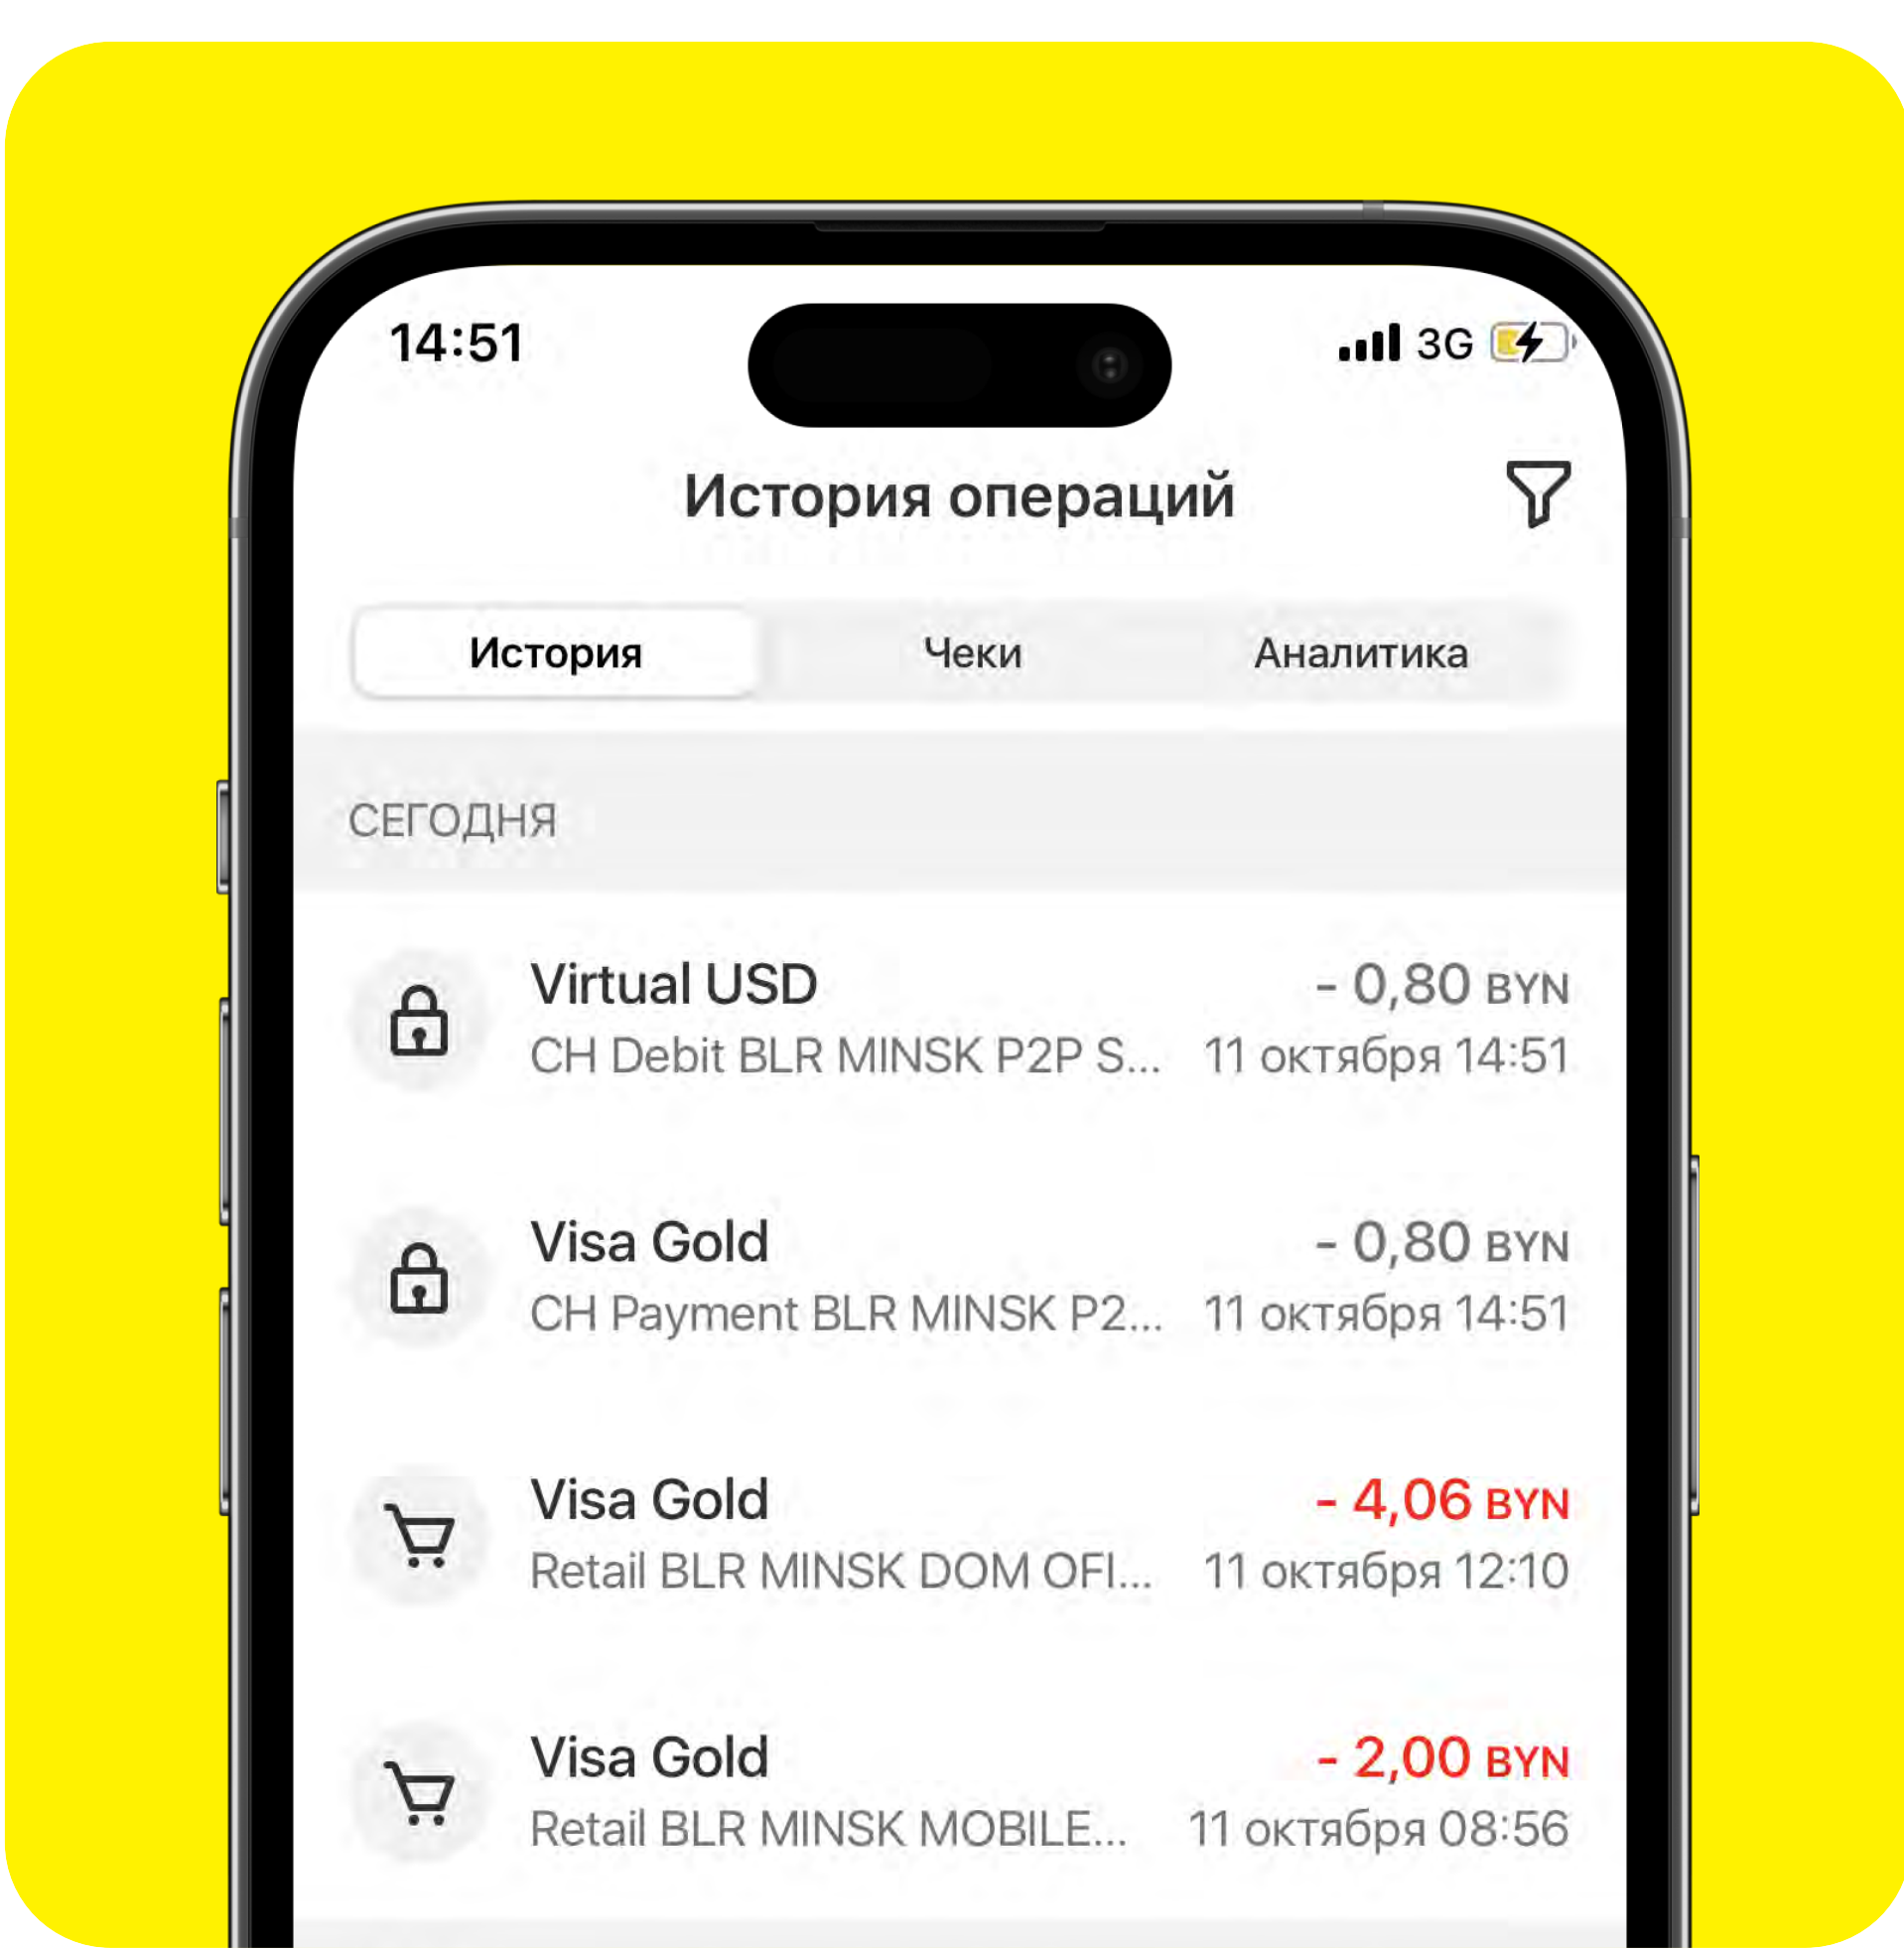 14:51 3G
История операций
История Чеки Аналитика
СЕГОДНЯ
Virtual USD - 0,80 BYN
CH Debit BLR MINSK P2P S... 11 октября 14:51
Visa Gold - 0,80 BYN
CH Payment BLR MINSK P2... 11 октября 14:51
Visa Gold - 4,06 BYN
Retail BLR MINSK DOM OFI... 11 октября 12:10
Visa Gold - 2,00 BYN
Retail BLR MINSK MOBILE... 11 октября 08:56